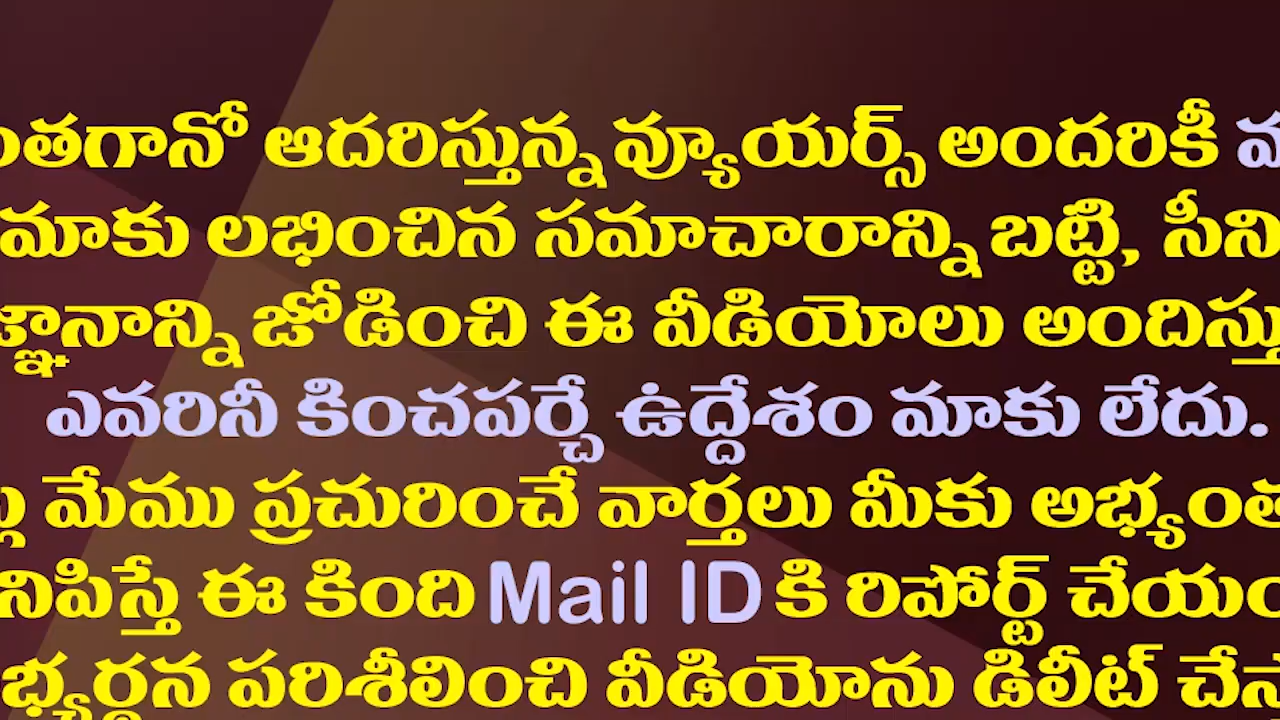 ంతగానో ఆదరిస్తున్న వ్యూయర్స్ అందరికీ
మాకు లభించిన సమాచారాన్ని బట్టి, సీని
జ్ఞానాన్ని జోడించి ఈ వీడియోలు అందిస్తు
ఎవరినీ కించపర్చే ఉద్దేశం మాకు లేదు.
మేము ప్రచురించే వార్తలు మీకు అభ్యంత
నిపిస్తే ఈ కింది Mail ID కి రిపోర్ట్ చేయం
భ్యర్థన పరిశీలించి వీడియోను డిలీట్ చేస